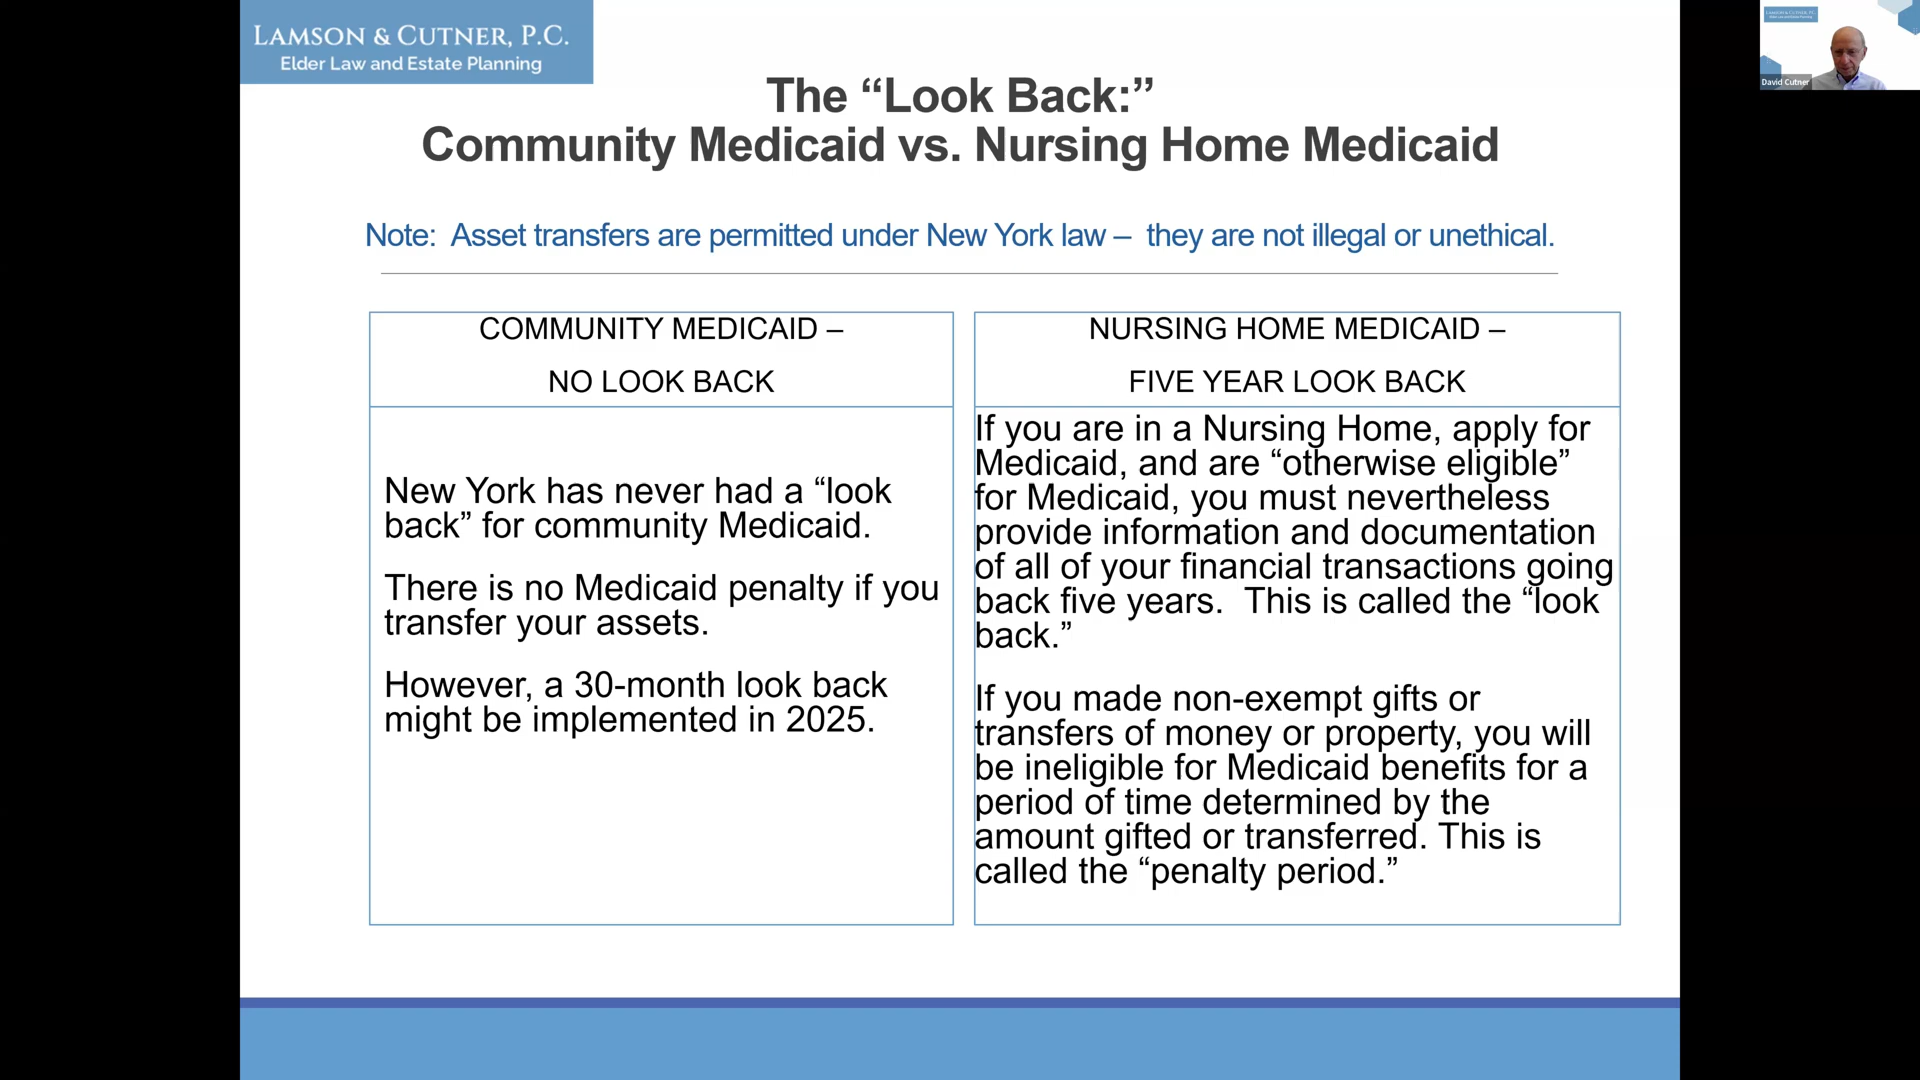 LAMSON & CUTNER, P.C.
Elder Law and Estate Planning
The “Look Back:”
Community Medicaid vs. Nursing Home Medicaid
Note:  Asset transfers are permitted under New York law –  they are not illegal or unethical.
COMMUNITY MEDICAID –
NO LOOK BACK
New York has never had a “look
back” for community Medicaid.
There is no Medicaid penalty if you
transfer your assets.
However, a 30-month look back
might be implemented in 2025.
NURSING HOME MEDICAID –
FIVE YEAR LOOK BACK
If you are in a Nursing Home, apply for
Medicaid, and are “otherwise eligible”
for Medicaid, you must nevertheless
provide information and documentation
of all of your financial transactions going
back five years.  This is called the “look
back.”
If you made non-exempt gifts or
transfers of money or property, you will
be ineligible for Medicaid benefits for a
period of time determined by the
amount gifted or transferred. This is
called the “penalty period.”
David Cutner